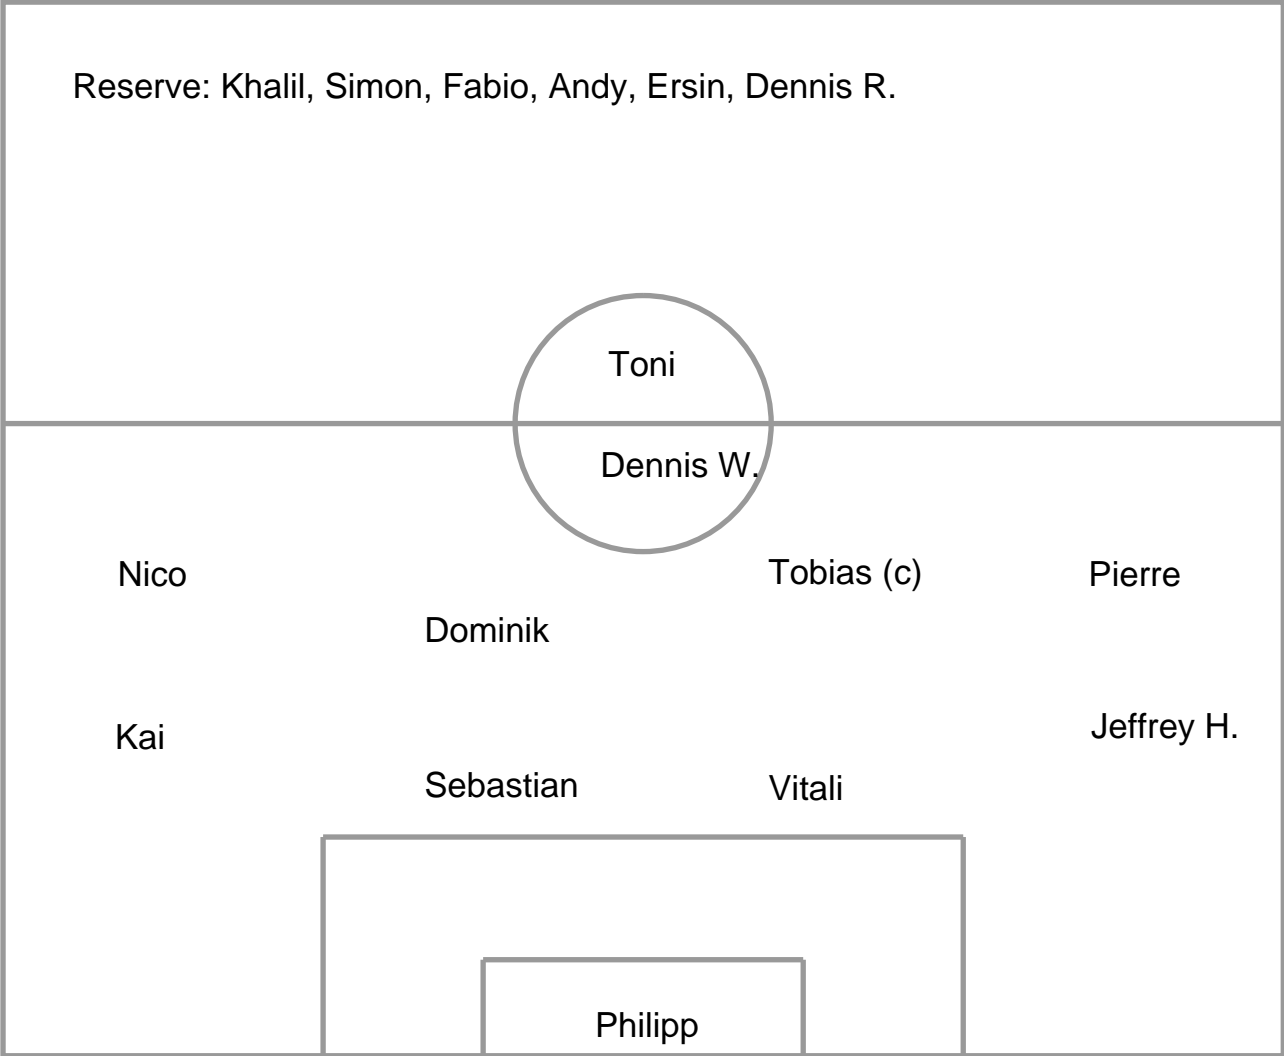 Reserve: Khalil, Simon, Fabio, Andy, Ersin, Dennis R.
Toni
Dennis W.
Nico
Tobias (c)
Pierre
Dominik
Kai
Jeffrey H.
Sebastian
Vitali
Philipp